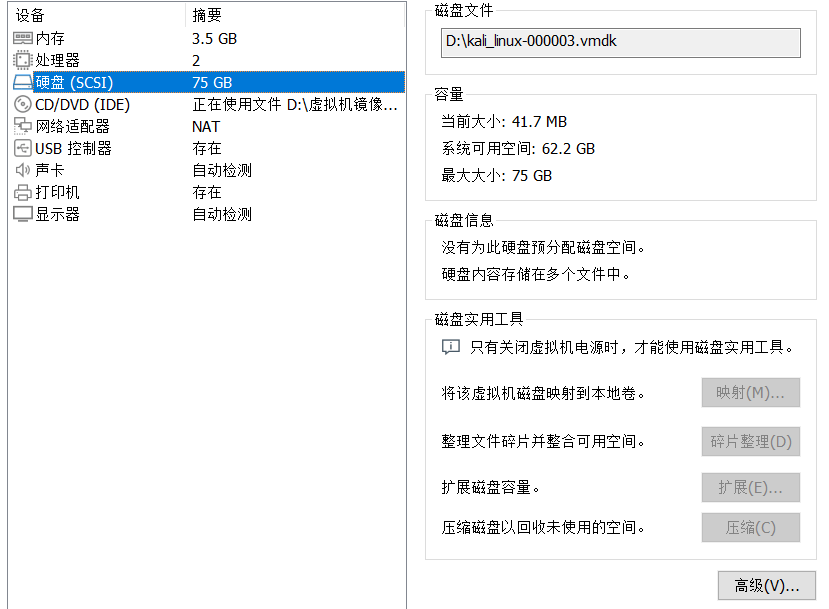 设备 摘要
内存 3.5 GB
处理器 2
硬盘 (SCSI) 75 GB
CD/DVD (IDE) 正在使用文件 D:\虚拟机镜像...
网络适配器 NAT
USB 控制器 存在
声卡 自动检测
打印机 存在
显示器 自动检测
磁盘文件
D:\kali_linux-000003.vmdk
容量
当前大小: 41.7 MB
系统可用空间: 62.2 GB
最大大小: 75 GB
磁盘信息
没有为此硬盘预分配磁盘空间。
硬盘内容存储在多个文件中。
磁盘实用工具
只有关闭虚拟机电源时，才能使用磁盘实用工具。
将该虚拟机磁盘映射到本地卷。 映射(M)...
整理文件碎片并整合可用空间。 碎片整理(D)
扩展磁盘容量。 扩展(E)...
压缩磁盘以回收未使用的空间。 压缩(C)
高级(V)...